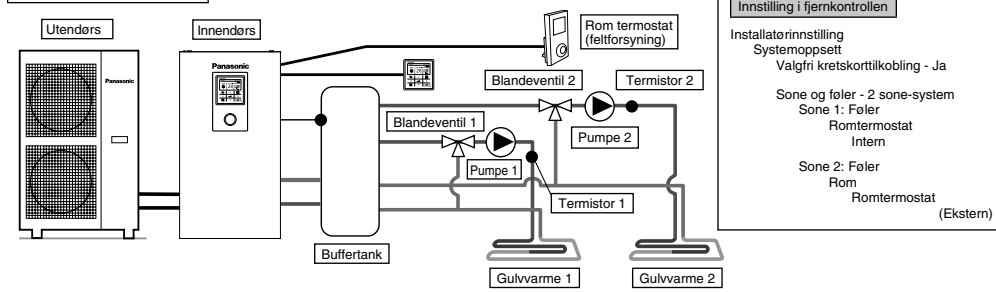 Utendørs
Innendørs
Panasonic
Panasonic
Rom termostat
(feltforsyning)
Blandeventil 2
Termistor 2
Blandeventil 1
Pumpe 2
Pumpe 1
Termistor 1
Buffertank
Gulvvarme 1
Gulvvarme 2
Innstilling i fjernkontrollen
Installatørinnstilling
Systemoppsett
Valgfri kretskorttilkobling - Ja
Sone og føler - 2 sone-system
Sone 1: Føler
Romtermostat
Intern
Sone 2: Føler
Rom
Romtermostat
(Ekstern)